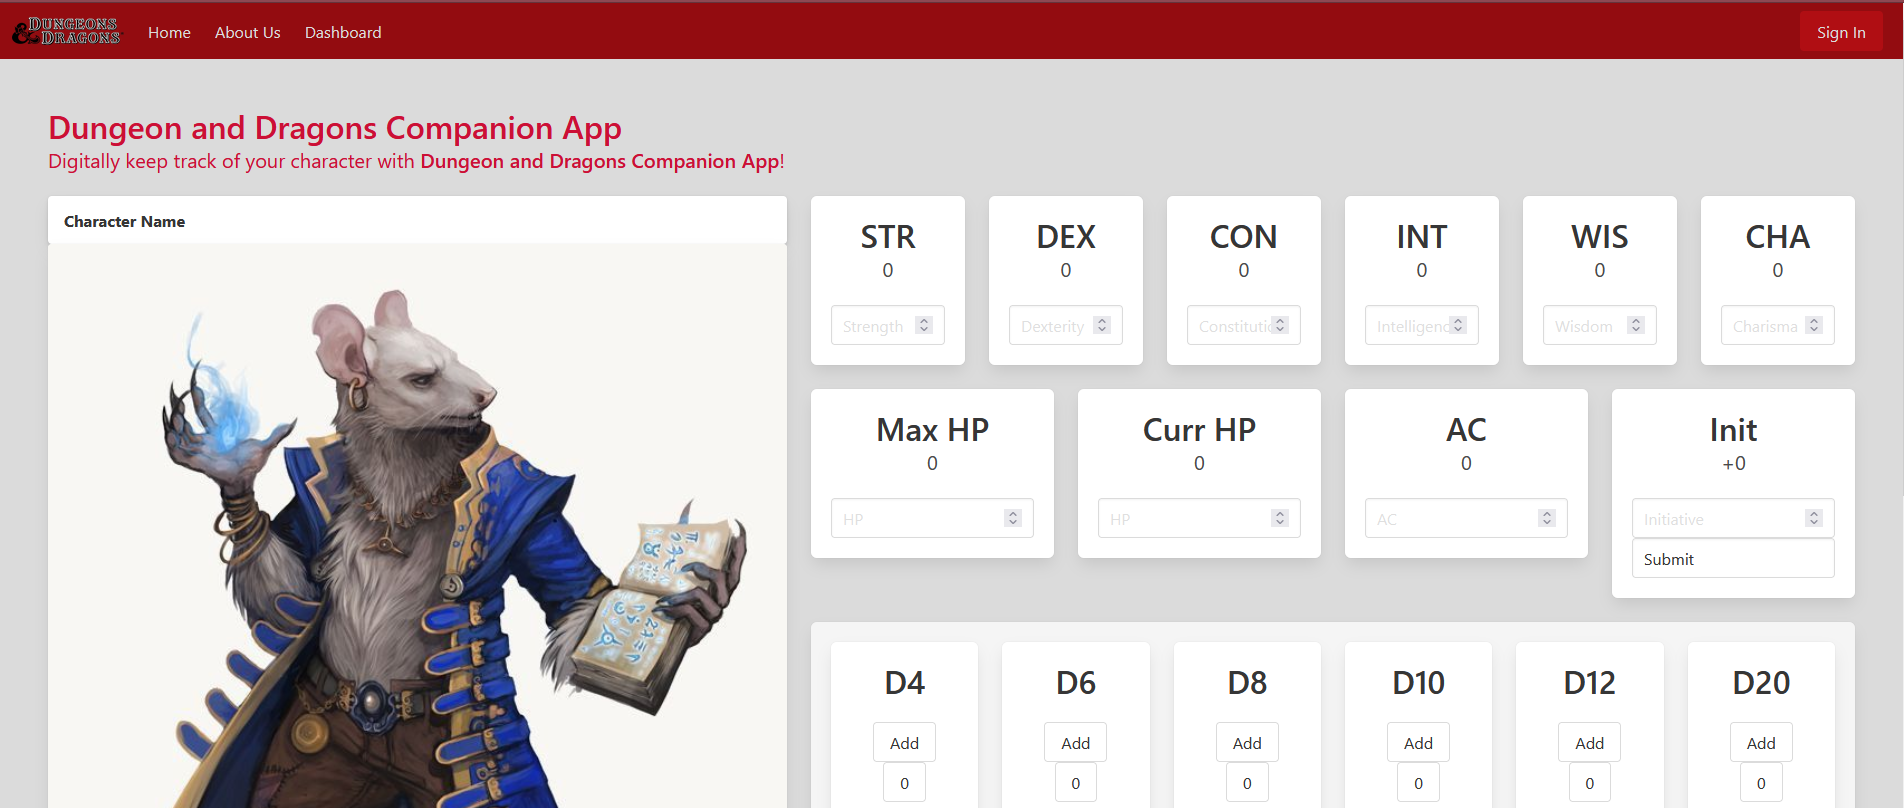 DUNGEONS
& DRAGONS
Home About Us Dashboard Sign In
Dungeon and Dragons Companion App
Digitally keep track of your character with Dungeon and Dragons Companion App!
Character Name
STR DEX CON INT WIS CHA
0 0 0 0 0 0
Strength Dexterity Constitutic Intelligenc Wisdom Charisma
Max HP Curr HP AC Init
0 0 0 +0
HP HP AC Initiative
Submit
D4 D6 D8 D10 D12 D20
Add Add Add Add Add Add
0 0 0 0 0 0